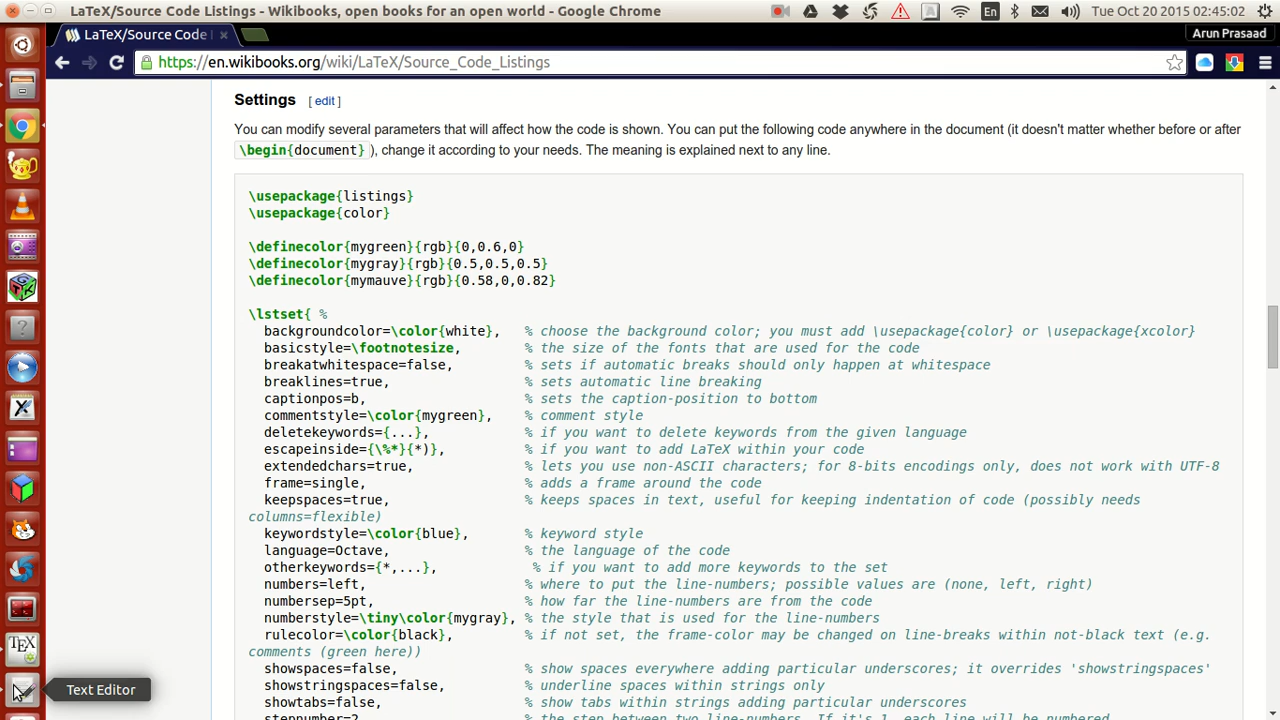 LaTeX/Source Code Listings - Wikibooks, open books for an open world - Google Chrome
En
Tue Oct 20 2015 02:45:02
LaTeX/Source Code
Arun Prasaad
https://en.wikibooks.org/wiki/LaTeX/Source_Code_Listings
Settings [ edit ]
You can modify several parameters that will affect how the code is shown. You can put the following code anywhere in the document (it doesn't matter whether before or after
\begin{document} ), change it according to your needs. The meaning is explained next to any line.
\usepackage{listings}
\usepackage{color}
\definecolor{mygreen}{rgb}{0,0.6,0}
\definecolor{mygray}{rgb}{0.5,0.5,0.5}
\definecolor{mymauve}{rgb}{0.58,0,0.82}
\lstset{ %
backgroundcolor=\color{white}, % choose the background color; you must add \usepackage{color} or \usepackage{xcolor}
basicstyle=\footnotesize, % the size of the fonts that are used for the code
breakatwhitespace=false, % sets if automatic breaks should only happen at whitespace
breaklines=true, % sets automatic line breaking
captionpos=b, % sets the caption-position to bottom
commentstyle=\color{mygreen}, % comment style
deletekeywords={...}, % if you want to delete keywords from the given language
escapeinside={\%*}{*)}, % if you want to add LaTeX within your code
extendedchars=true, % lets you use non-ASCII characters; for 8-bits encodings only, does not work with UTF-8
frame=single, % adds a frame around the code
keepspaces=true, % keeps spaces in text, useful for keeping indentation of code (possibly needs
columns=flexible)
keywordstyle=\color{blue}, % keyword style
language=Octave, % the language of the code
otherkeywords={*,...}, % if you want to add more keywords to the set
numbers=left, % where to put the line-numbers; possible values are (none, left, right)
numbersep=5pt, % how far the line-numbers are from the code
numberstyle=\tiny\color{mygray}, % the style that is used for the line-numbers
rulecolor=\color{black}, % if not set, the frame-color may be changed on line-breaks within not-black text (e.g.
comments (green here))
showspaces=false, % show spaces everywhere adding particular underscores; it overrides 'showstringspaces'
showstringspaces=false, % underline spaces within strings only
showtabs=false, % show tabs within strings adding particular underscores
stepnumber=2, % the step between two line-numbers. If it's 1, each line will be numbered
TEX
Text Editor